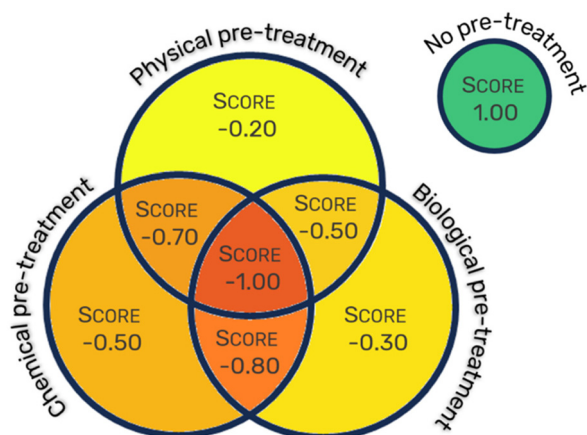 Physical pre-treatment
No pre-treatment
SCORE
-0.20
SCORE
1.00
Chemical pre-treatment
Biological pre-treatment
SCORE
-0.70
SCORE
-0.50
SCORE
-1.00
SCORE
-0.50
SCORE
-0.80
SCORE
-0.30